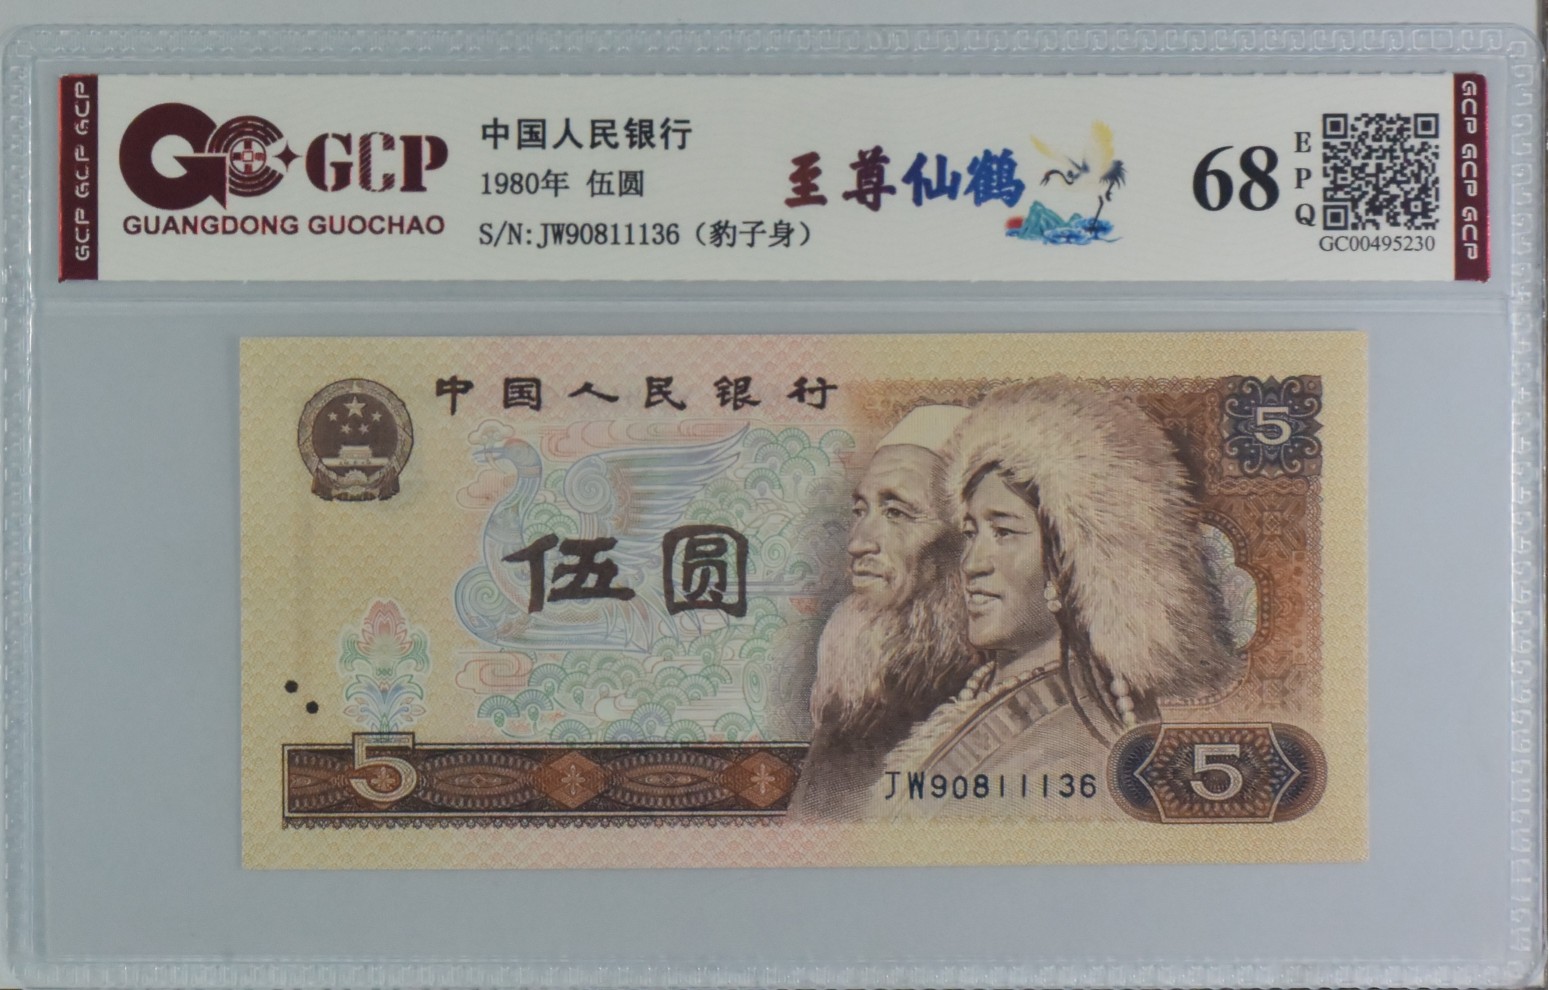 GCP GCP GCP
GCP
GUANGDONG GUOCHAO
中国人民银行
1980年 伍圆
S/N:JW90811136（豹子身）
至尊仙鹤
68
EPQ
GC00495230
GCP GCP GCP
中国人民银行
5
伍圆
5
JW90811136
5